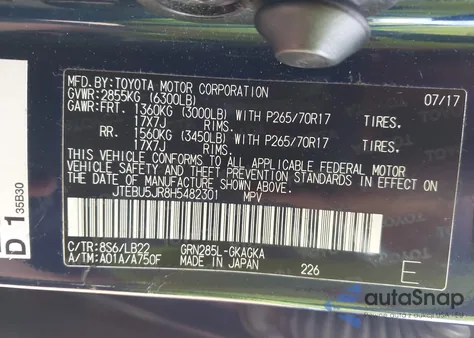 MFD.BY:TOYOTA MOTOR CORPORATION 07/17
GVWR:2855KG (6300LB)
GAWR:FRT. 1360KG (3000LB) WITH P265/70R17 TIRES.
17X7J RIMS.
RR. 1560KG (3450LB) WITH P265/70R17 TIRES.
17X7J RIMS.
THIS VEHICLE CONFORMS TO ALL APPLICABLE FEDERAL MOTOR
VEHICLE SAFETY AND THEFT PREVENTION STANDARDS IN EFFECT ON
THE DATE OF MANUFACTURE SHOWN ABOVE.
JTEBU5JR8H5482301 MPV
C/TR:8S6/LB22 GRN285L-GKAGKA
A/TM:A01A/A750F MADE IN JAPAN 226 E
D1 35B30
autoSnap